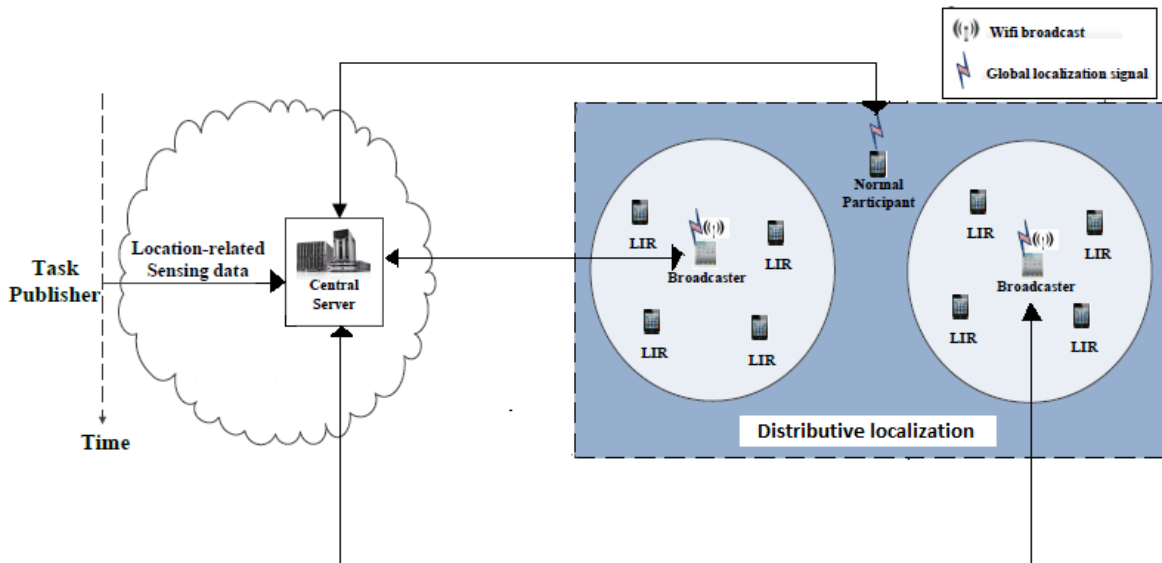 Wifi broadcast
Global localization signal
Task
Publisher
Location-related
Sensing data
Central
Server
Time
Normal
Participant
LIR
LIR
Broadcaster
LIR
LIR
LIR
LIR
Broadcaster
LIR
LIR
Distributive localization